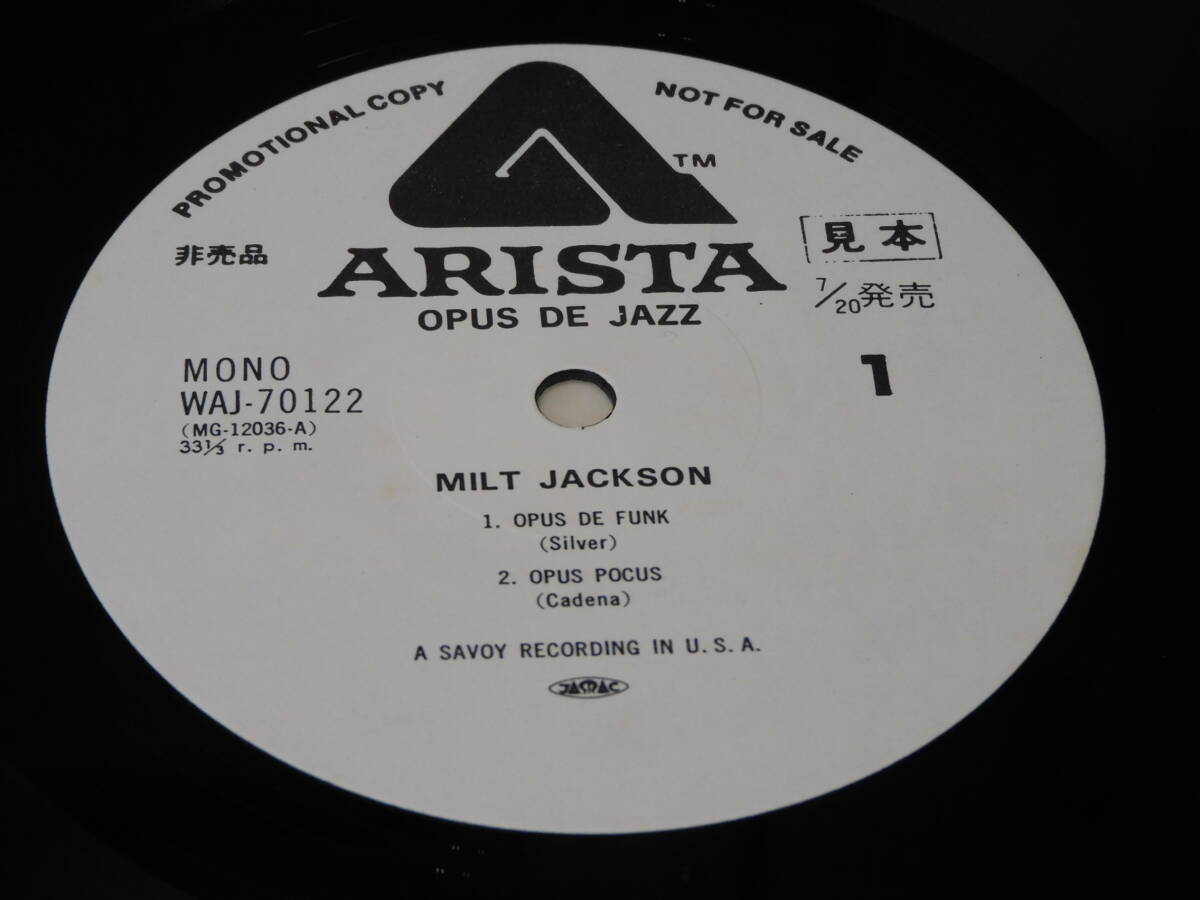 PROMOTIONAL COPY
NOT FOR SALE
TM
非売品
見本
ARISTA
7/20発売
OPUS DE JAZZ
MONO
WAJ-70122
(MG-12036-A)
33⅓ r. p. m.
1
MILT JACKSON
1. OPUS DE FUNK
(Silver)
2. OPUS POCUS
(Cadena)
A SAVOY RECORDING IN U. S. A.
JASRAC